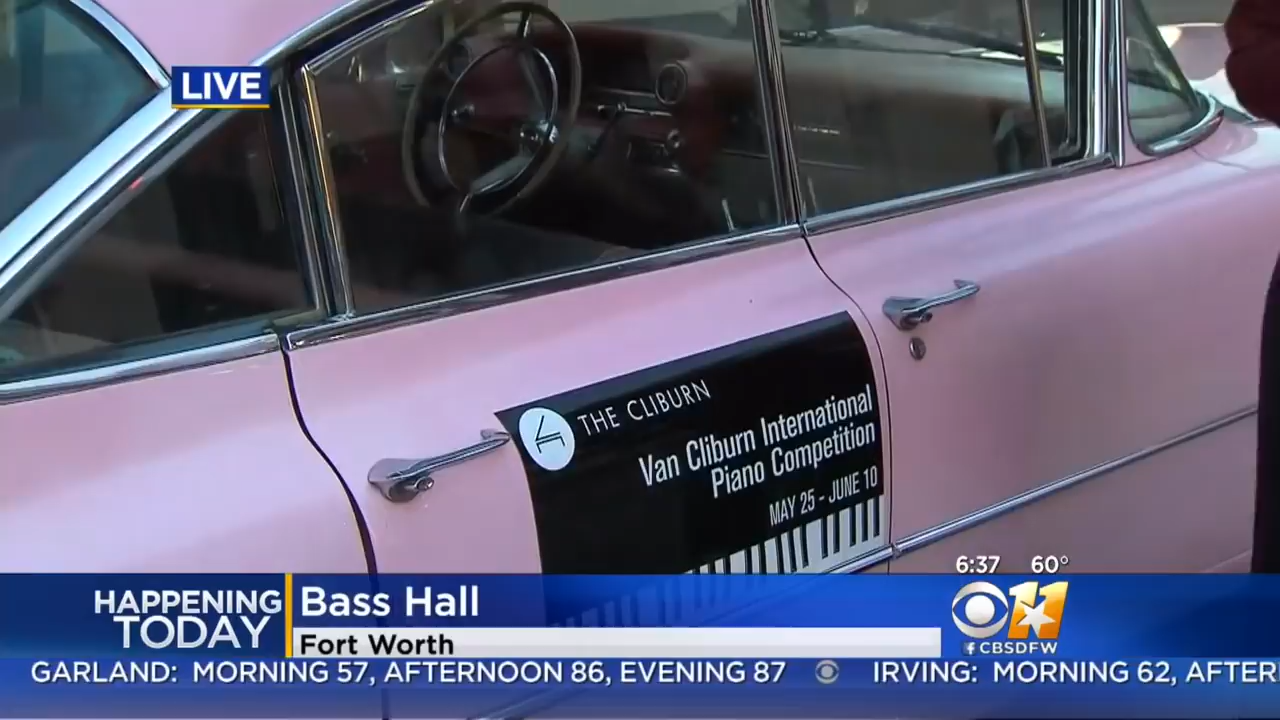 LIVE
THE CLIBURN
Van Cliburn International
Piano Competition
MAY 25 - JUNE 10
6:37 60°
HAPPENING
TODAY
Bass Hall
Fort Worth
11
CBSDFW
GARLAND: MORNING 57, AFTERNOON 86, EVENING 87 IRVING: MORNING 62, AFTER